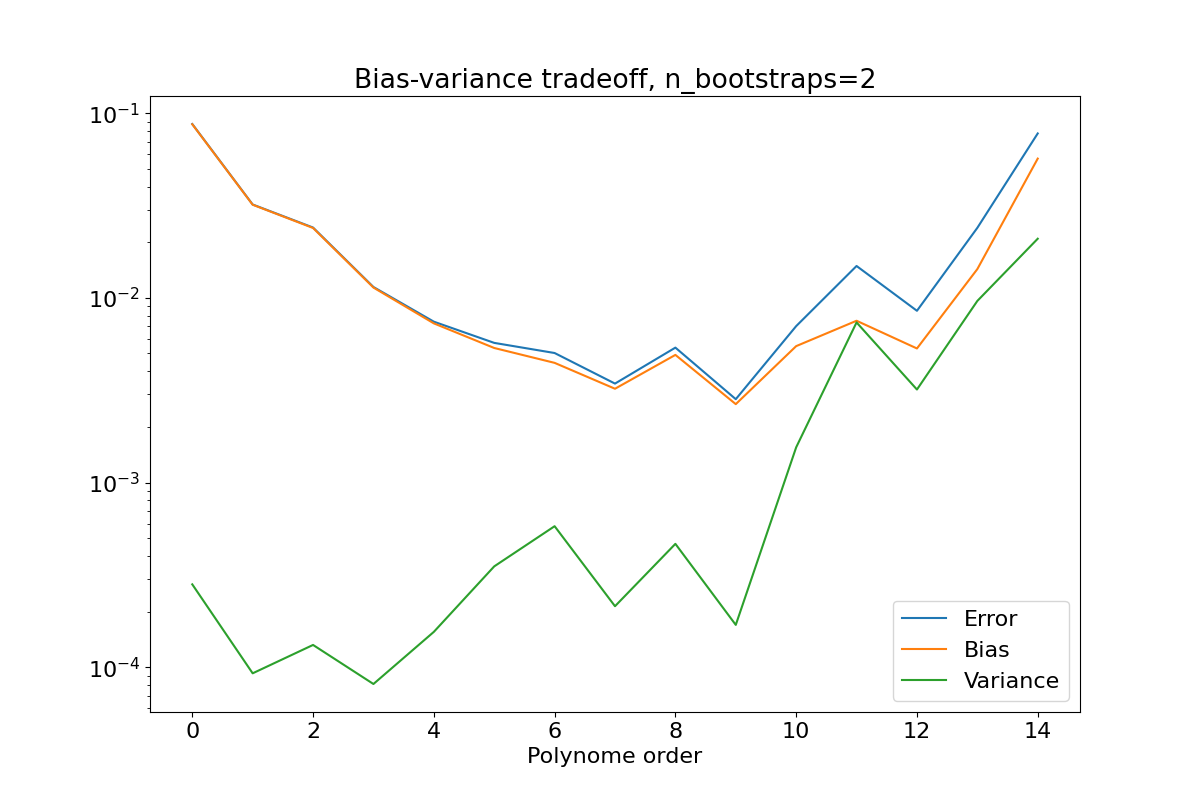 Bias-variance tradeoff, n_bootstraps=2
10⁻¹
10⁻²
10⁻³
10⁻⁴
Error
Bias
Variance
0 2 4 6 8 10 12 14
Polynome order